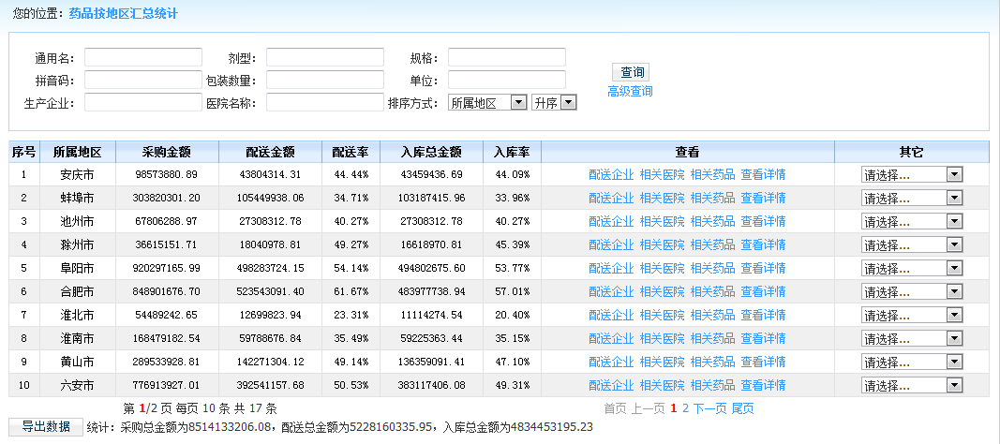 您的位置：药品按地区汇总统计
通用名： 剂型： 规格：
查询
拼音码： 包装数量： 单位：
高级查询
生产企业： 医院名称： 排序方式： 所属地区 升序
序号 所属地区 采购金额 配送金额 配送率 入库总金额 入库率 查看 其它
1 安庆市 98573880.89 43804314.31 44.44% 43459436.69 44.09% 配送企业 相关医院 相关药品 查看详情 请选择...
2 蚌埠市 303820301.20 105449938.06 34.71% 103187415.96 33.96% 配送企业 相关医院 相关药品 查看详情 请选择...
3 池州市 67806288.97 27308312.78 40.27% 27308312.78 40.27% 配送企业 相关医院 相关药品 查看详情 请选择...
4 滁州市 36615151.71 18040978.81 49.27% 16618970.81 45.39% 配送企业 相关医院 相关药品 查看详情 请选择...
5 阜阳市 920297165.99 498283724.15 54.14% 494802675.60 53.77% 配送企业 相关医院 相关药品 查看详情 请选择...
6 合肥市 848901676.70 523543091.40 61.67% 483977738.94 57.01% 配送企业 相关医院 相关药品 查看详情 请选择...
7 淮北市 54489242.65 12699823.94 23.31% 11114274.54 20.40% 配送企业 相关医院 相关药品 查看详情 请选择...
8 淮南市 168479182.54 59788676.84 35.49% 59225363.44 35.15% 配送企业 相关医院 相关药品 查看详情 请选择...
9 黄山市 289533928.81 142271304.12 49.14% 136359091.41 47.10% 配送企业 相关医院 相关药品 查看详情 请选择...
10 六安市 776913927.01 392541157.68 50.53% 383117406.08 49.31% 配送企业 相关医院 相关药品 查看详情 请选择...
第 1/2 页 每页 10 条 共 17 条 首页 上一页 1 2 下一页 尾页
导出数据 统计：采购总金额为8514133206.08，配送总金额为5228160335.95，入库总金额为4834453195.23